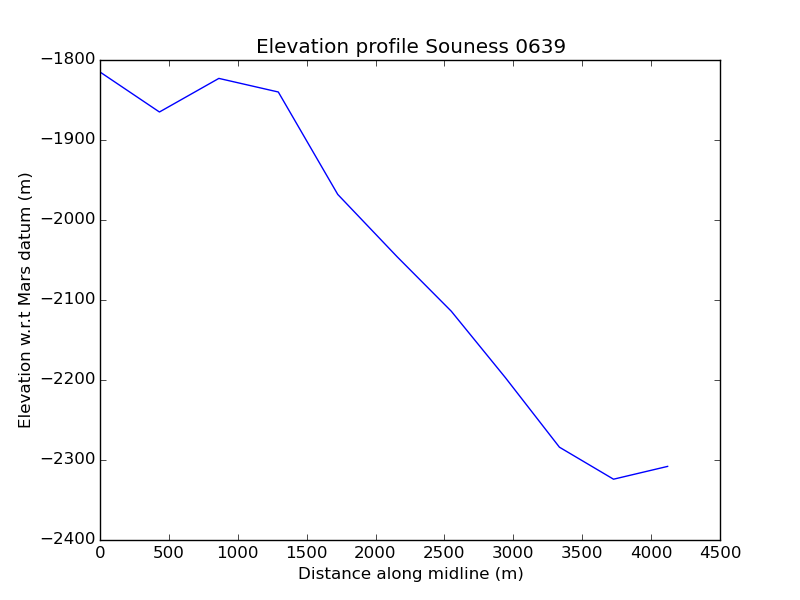 Elevation profile Souness 0639
−1800
−1900
−2000
−2100
−2200
−2300
−2400
Elevation w.r.t Mars datum (m)
0 500 1000 1500 2000 2500 3000 3500 4000 4500
Distance along midline (m)